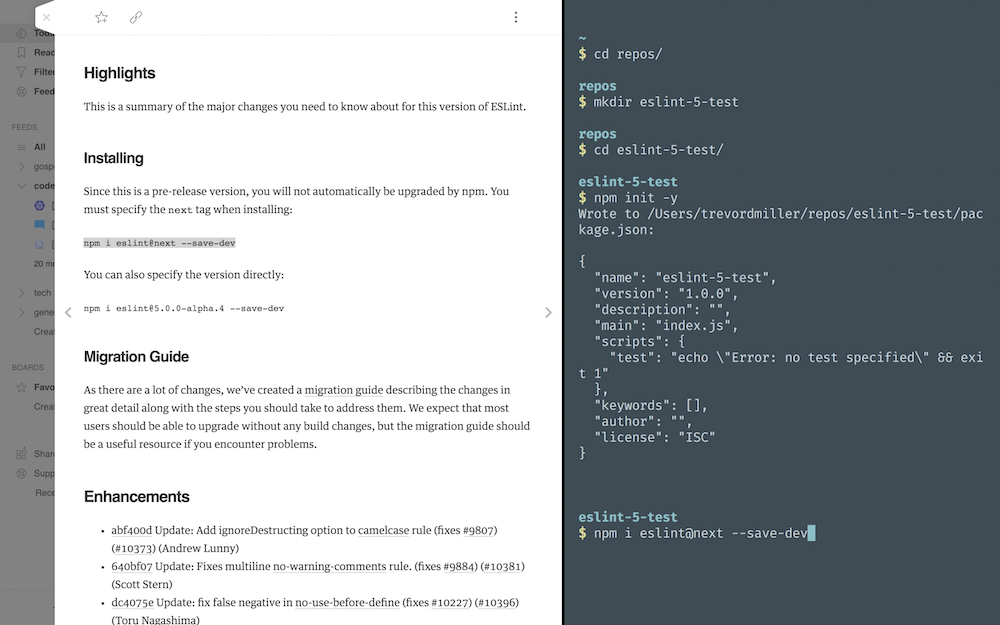 Tod
Read
Filter
Feed
FEEDS
All
gosp
code
20 m
tech
gene
Crea
BOARDS
Favo
Crea
Shar
Supp
Rece
Highlights
This is a summary of the major changes you need to know about for this version of ESLint.
Installing
Since this is a pre-release version, you will not automatically be upgraded by npm. You
must specify the next tag when installing:
npm i eslint@next --save-dev
You can also specify the version directly:
npm i eslint@5.0.0-alpha.4 --save-dev
Migration Guide
As there are a lot of changes, we’ve created a migration guide describing the changes in
great detail along with the steps you should take to address them. We expect that most
users should be able to upgrade without any build changes, but the migration guide should
be a useful resource if you encounter problems.
Enhancements
• abf400d Update: Add ignoreDestructing option to camelcase rule (fixes #9807)
(#10373) (Andrew Lunny)
• 640bf07 Update: Fixes multiline no-warning-comments rule. (fixes #9884) (#10381)
(Scott Stern)
• dc4075e Update: fix false negative in no-use-before-define (fixes #10227) (#10396)
(Toru Nagashima)
~
$ cd repos/
repos
$ mkdir eslint-5-test
repos
$ cd eslint-5-test/
eslint-5-test
$ npm init -y
Wrote to /Users/trevordmiller/repos/eslint-5-test/pac
kage.json:
{
"name": "eslint-5-test",
"version": "1.0.0",
"description": "",
"main": "index.js",
"scripts": {
"test": "echo \"Error: no test specified\" && exi
t 1"
},
"keywords": [],
"author": "",
"license": "ISC"
}
eslint-5-test
$ npm i eslint@next --save-dev